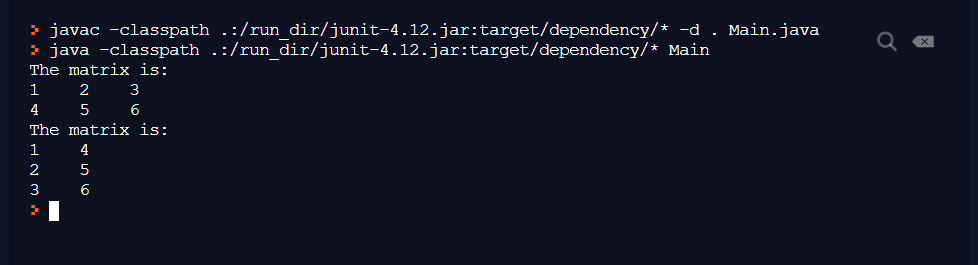 > javac -classpath .:/run_dir/junit-4.12.jar:target/dependency/* -d . Main.java
> java -classpath .:/run_dir/junit-4.12.jar:target/dependency/* Main
The matrix is:
1    2    3
4    5    6
The matrix is:
1    4
2    5
3    6
>